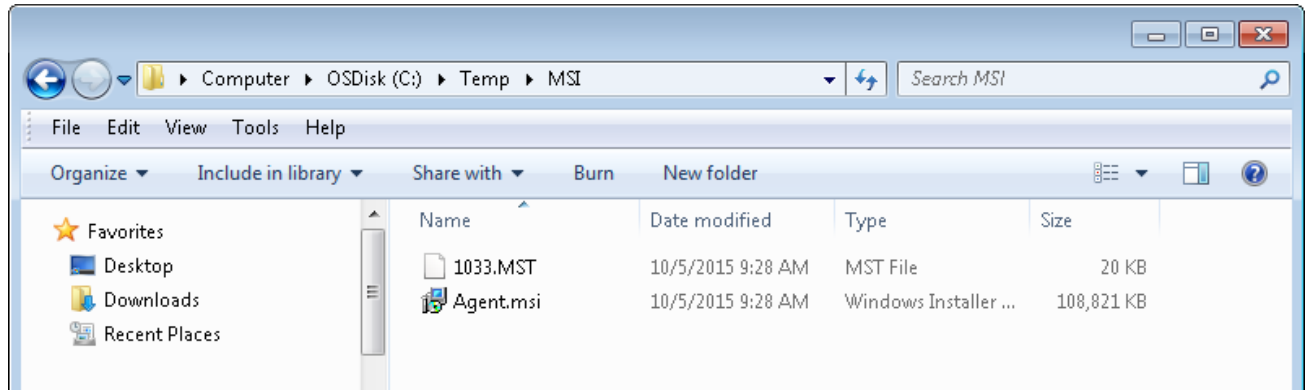 Computer OSDisk (C:) Temp MSI Search MSI
File Edit View Tools Help
Organize Include in library Share with Burn New folder
Name Date modified Type Size
Favorites
Desktop 1033.MST 10/5/2015 9:28 AM MST File 20 KB
Downloads Agent.msi 10/5/2015 9:28 AM Windows Installer ... 108,821 KB
Recent Places